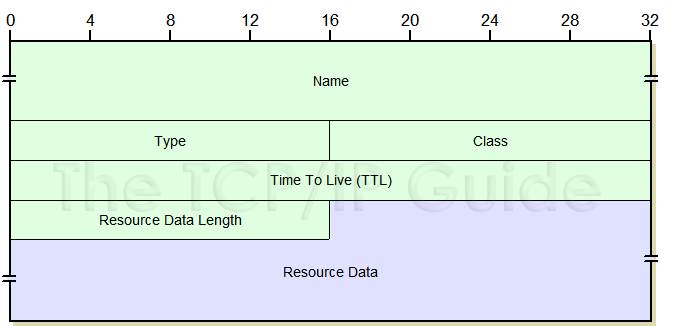 0 4 8 12 16 20 24 28 32
Name
Type Class
The TCP/IP Guide
Time To Live (TTL)
Resource Data Length
Resource Data